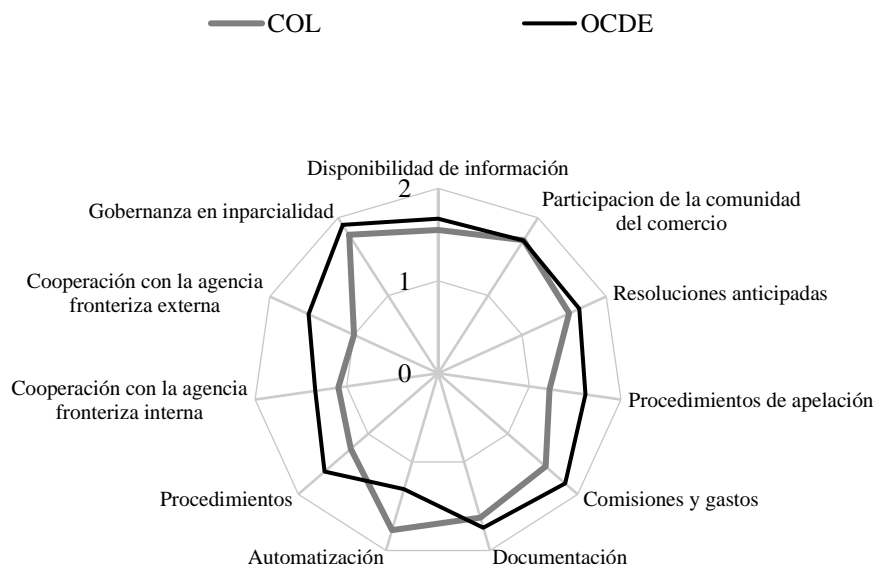 COL
OCDE
Disponibilidad de información
2
Participacion de la comunidad
del comercio
Gobernanza en inparcialidad
Cooperación con la agencia
fronteriza externa
1
Resoluciones anticipadas
0
Cooperación con la agencia
fronteriza interna
Procedimientos de apelación
Procedimientos
Comisiones y gastos
Automatización
Documentación